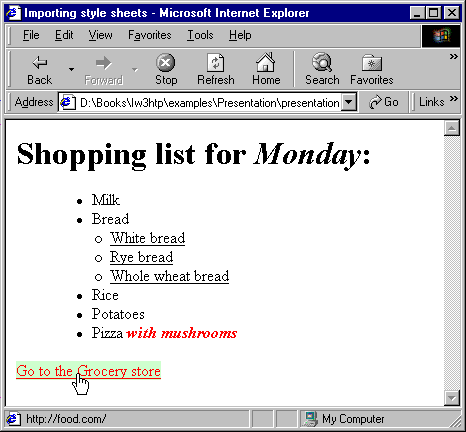 Importing style sheets - Microsoft Internet Explorer
File Edit View Favorites Tools Help
Back Forward Stop Refresh Home Search Favorites »
Address D:\Books\Iw3htp\examples\Presentation\presentation Go Links »
Shopping list for Monday:
Milk
Bread
White bread
Rye bread
Whole wheat bread
Rice
Potatoes
Pizza with mushrooms
Go to the Grocery store
http://food.com/ My Computer